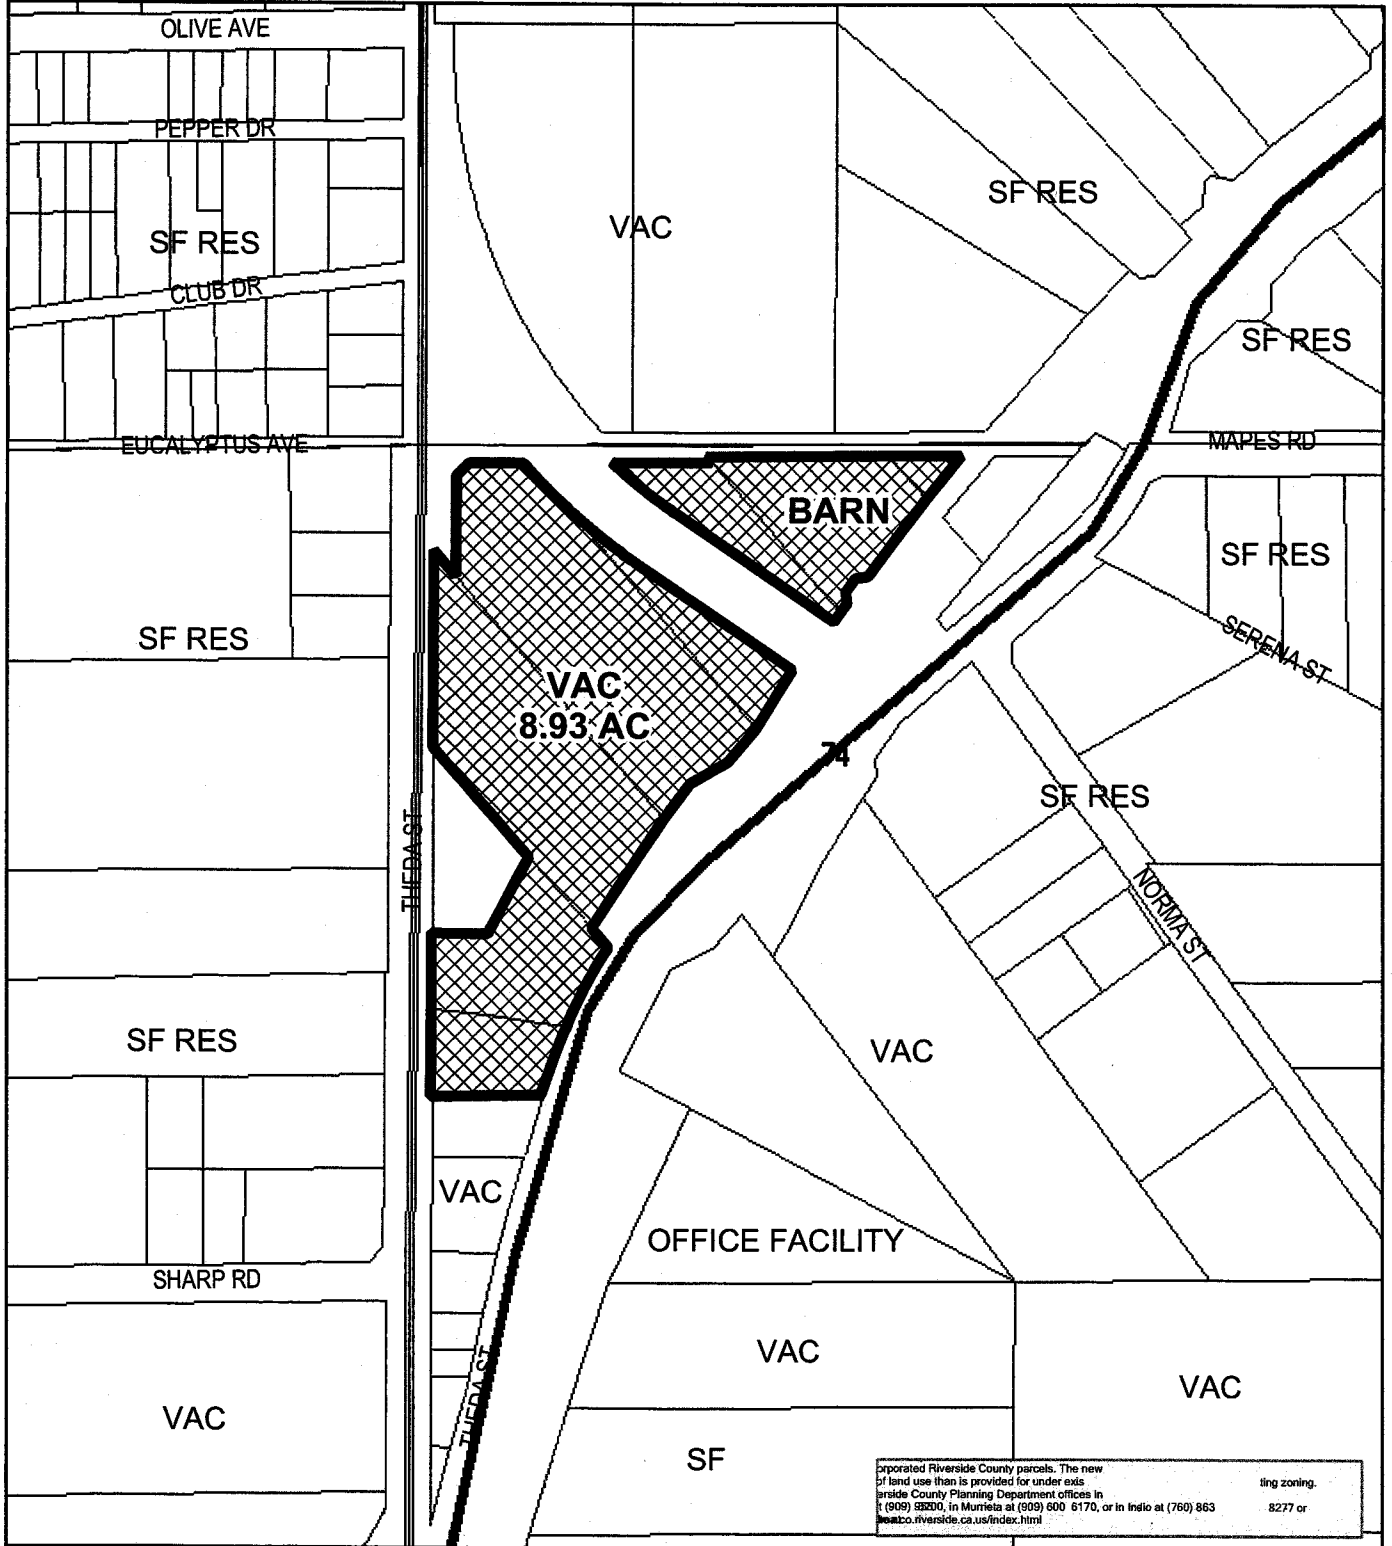 OLIVE AVE
PEPPER DR
SF RES
VAC
SF RES
CLUB DR
SF RES
EUCALYPTUS AVE
MAPES RD
BARN
SF RES
SF RES
SERENA ST
VAC
8.93 AC
74
SF RES
THEDA ST
NORMA ST
SF RES
VAC
VAC
OFFICE FACILITY
SHARP RD
VAC
THEDA ST
VAC
VAC
SF
orporated Riverside County parcels. The new
of land use than is provided for under exis ting zoning.
erside County Planning Department offices in
(909) in Murrieta at (909) 600 6170, or in Indio at (760) 863 8277 or
co.riverside.ca.us/index.html